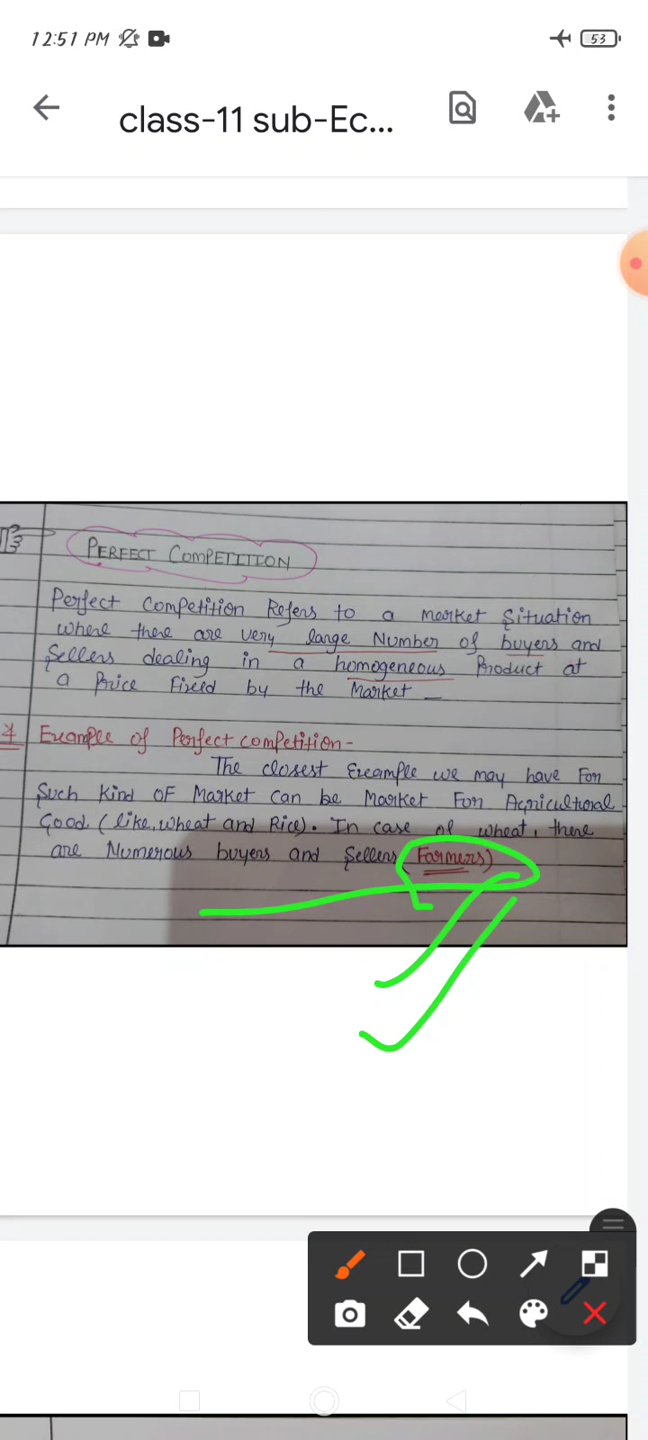 12:51 PM
53
class-11 sub-Ec...
PERFECT COMPETITION
Perfect Competition Refers to a market Situation
where there are very large Number of buyers and
Sellers dealing in a homogeneous Product at
a Price Fixed by the Market
Example of Perfect competition-
The closest Example we may have For
Such Kind OF Market Can be Market For Agricultural
Good (like, wheat and Rice). In case of wheat, there
are Numerous buyers and Sellers (Farmers)